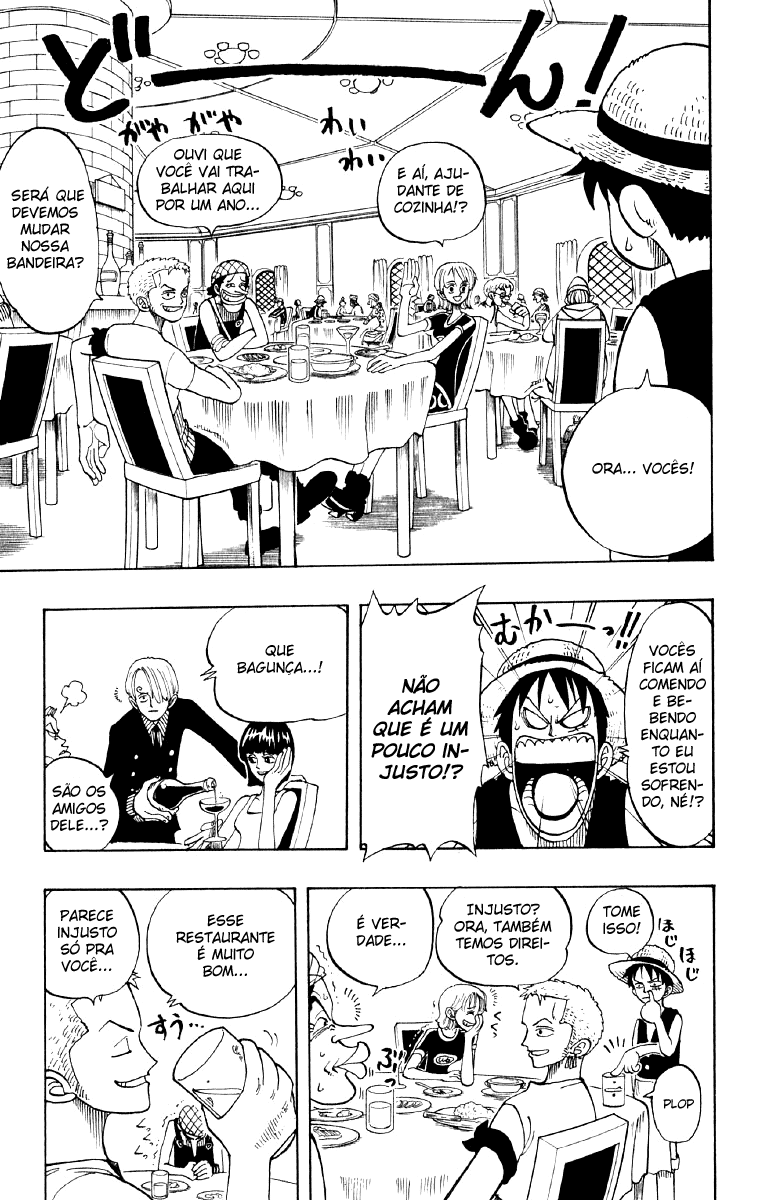 どーん!
E AÍ, AJU-
DANTE DE
COZINHA!?
わい
わい
OUVI QUE
VOCÊ VAI TRA-
BALHAR AQUI
POR UM ANO...
がや
がや
SERÁ QUE
DEVEMOS
MUDAR
NOSSA
BANDEIRA?
ORA... VOCÊS!
VOCÊS
FICAM AÍ
COMENDO
E BE-
BENDO
ENQUAN-
TO EU
ESTOU
SOFREN-
DO, NÉ!?
むかーっ!!
NÃO
ACHAM
QUE É UM
POUCO IN-
JUSTO!?
QUE
BAGUNÇA...!
SÃO OS
AMIGOS
DELE...?
TOME
ISSO!
ほじ
ほじ
INJUSTO?
ORA, TAMBÉM
TEMOS DIREI-
TOS.
É VER-
DADE...
ぶっ
PLOP
ESSE
RESTAURANTE
É MUITO
BOM...
PARECE
INJUSTO
SÓ PRA
VOCÊ...
すぅ...